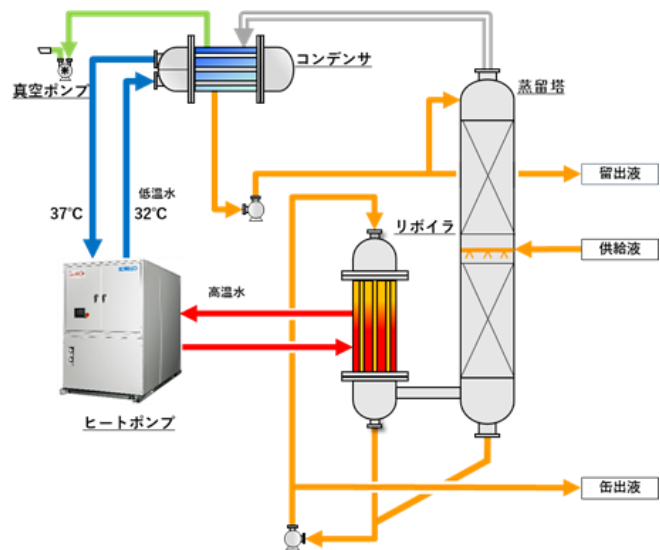 コンデンサ
真空ポンプ
蒸留塔
低温水
37℃
32℃
留出液
リボイラ
供給液
高温水
ヒートポンプ
缶出液